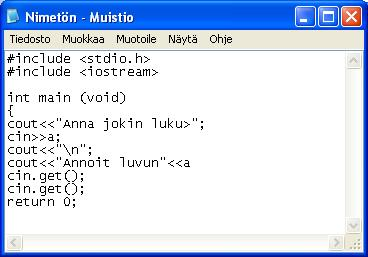 Nimetön - Muistio
Tiedosto Muokkaa Muotoile Näytä Ohje
#include <stdio.h>
#include <iostream>

int main (void)
{
cout<<"Anna jokin luku>";
cin>>a;
cout<<"\n";
cout<<"Annoit luvun"<<a
cin.get();
cin.get();
return 0;